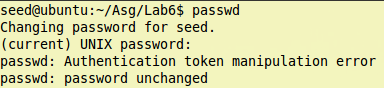 seed@ubuntu:~/Asg/Lab6$ passwd
Changing password for seed.
(current) UNIX password:
passwd: Authentication token manipulation error
passwd: password unchanged